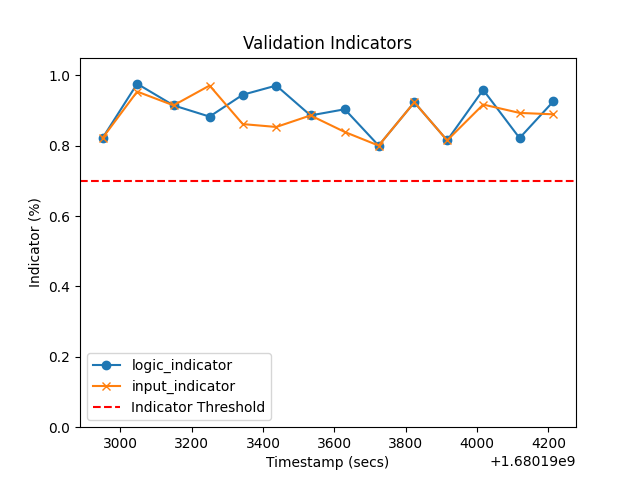 Validation Indicators
Indicator (%)
1.0
0.8
0.6
0.4
0.2
0.0
logic_indicator
input_indicator
Indicator Threshold
3000 3200 3400 3600 3800 4000 4200
Timestamp (secs)
+1.68019e9